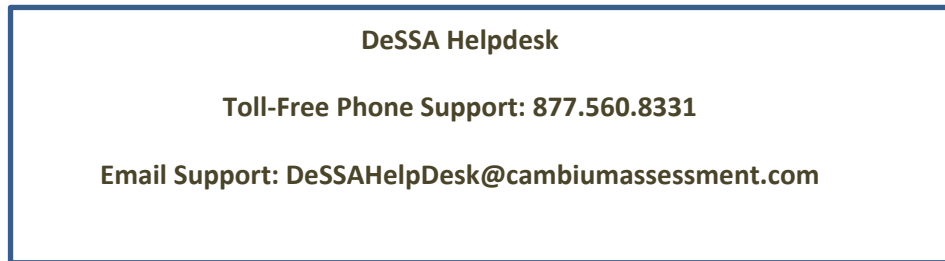 DeSSA Helpdesk
Toll-Free Phone Support: 877.560.8331
Email Support: DeSSAHelpDesk@cambiumassessment.com